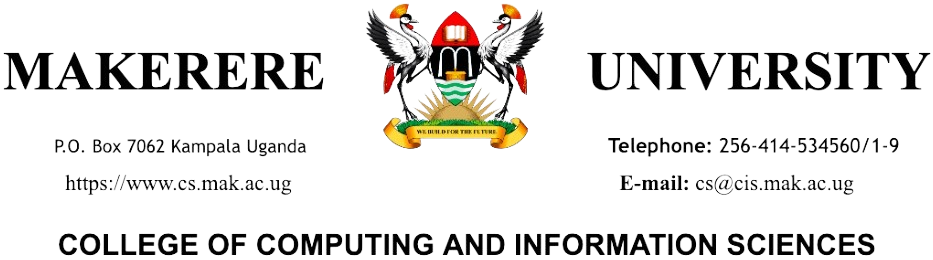 MAKERERE UNIVERSITY
WE BUILD FOR THE FUTURE
P.O. Box 7062 Kampala Uganda
Telephone: 256-414-534560/1-9
https://www.cs.mak.ac.ug
E-mail: cs@cis.mak.ac.ug
COLLEGE OF COMPUTING AND INFORMATION SCIENCES